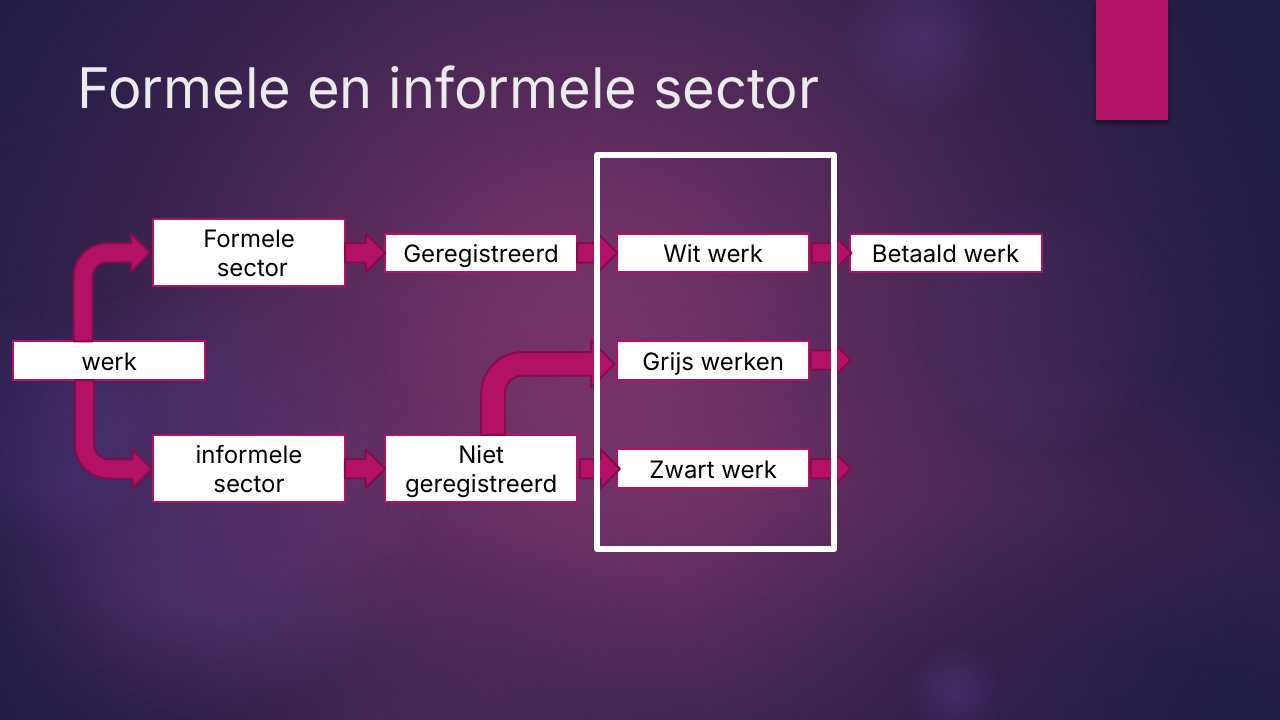 Formele en informele sector
Formele
sector
Geregistreerd
Wit werk
Betaald werk
werk
Grijs werken
informele
sector
Niet
geregistreerd
Zwart werk